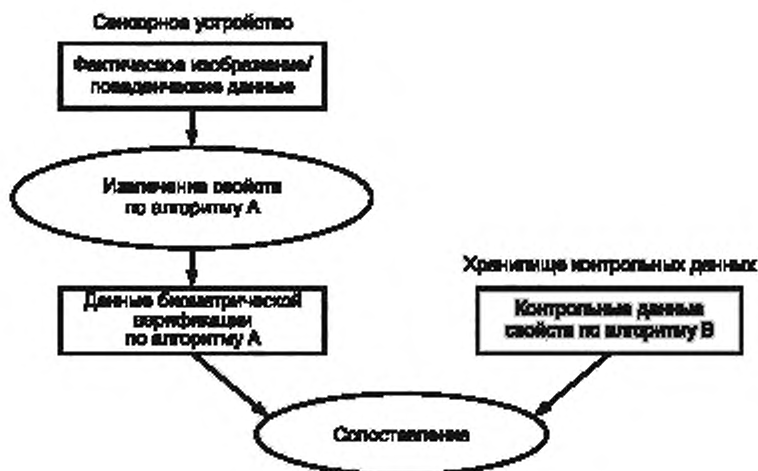 Сенсорное устройство
Фактическое изображение/
поведенческие данные
Извлечение свойств
по алгоритму А
Данные биометрической
верификации
по алгоритму А
Хранилище контрольных данных
Контрольные данные
свойств по алгоритму В
Сопоставление